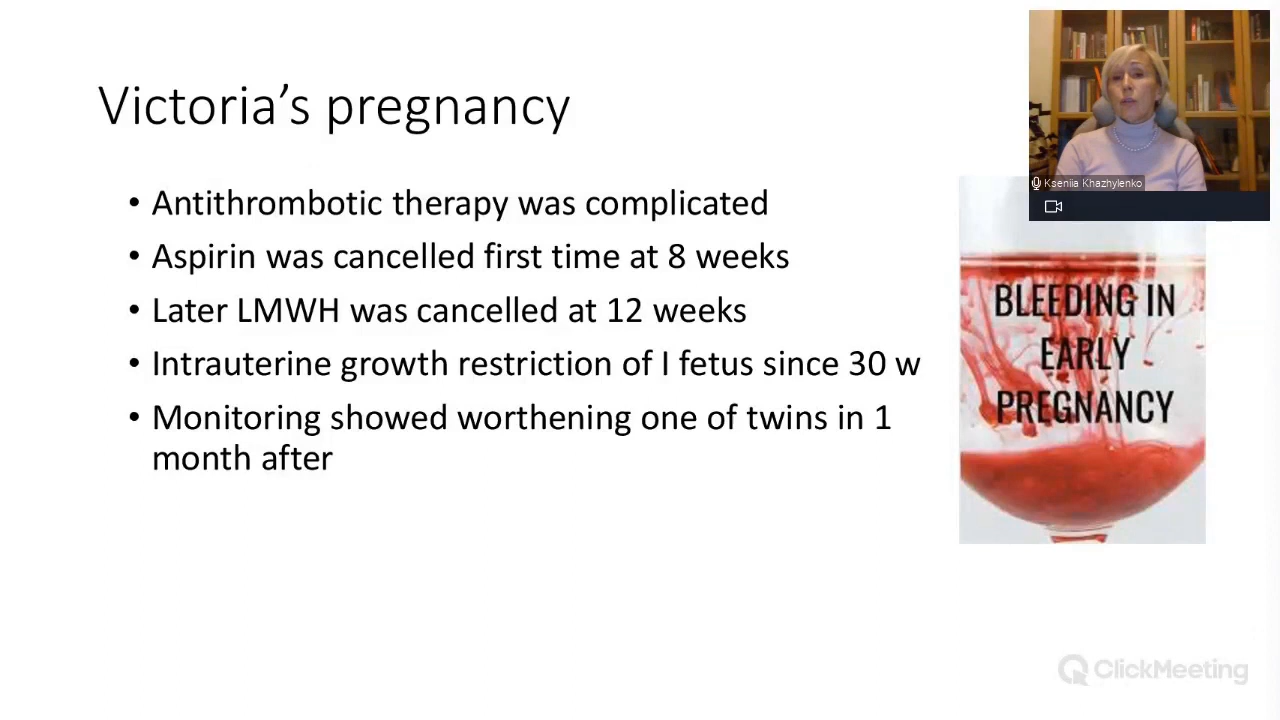 Victoria’s pregnancy
• Antithrombotic therapy was complicated
• Aspirin was cancelled first time at 8 weeks
• Later LMWH was cancelled at 12 weeks
• Intrauterine growth restriction of I fetus since 30 w
• Monitoring showed worthening one of twins in 1
month after
Kseniia Khazhylenko
BLEEDING IN
EARLY
PREGNANCY
ClickMeeting